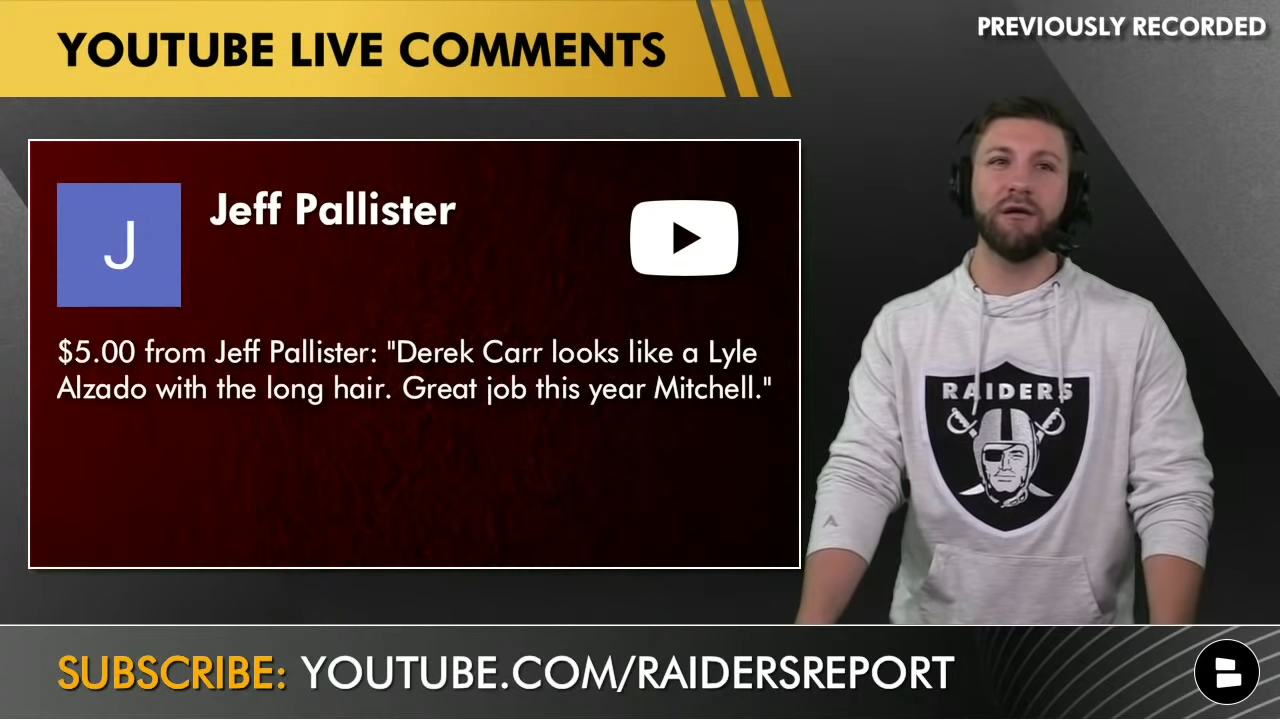 YOUTUBE LIVE COMMENTS
PREVIOUSLY RECORDED
J
Jeff Pallister
$5.00 from Jeff Pallister: "Derek Carr looks like a Lyle
Alzado with the long hair. Great job this year Mitchell."
RAIDERS
SUBSCRIBE: YOUTUBE.COM/RAIDERSREPORT